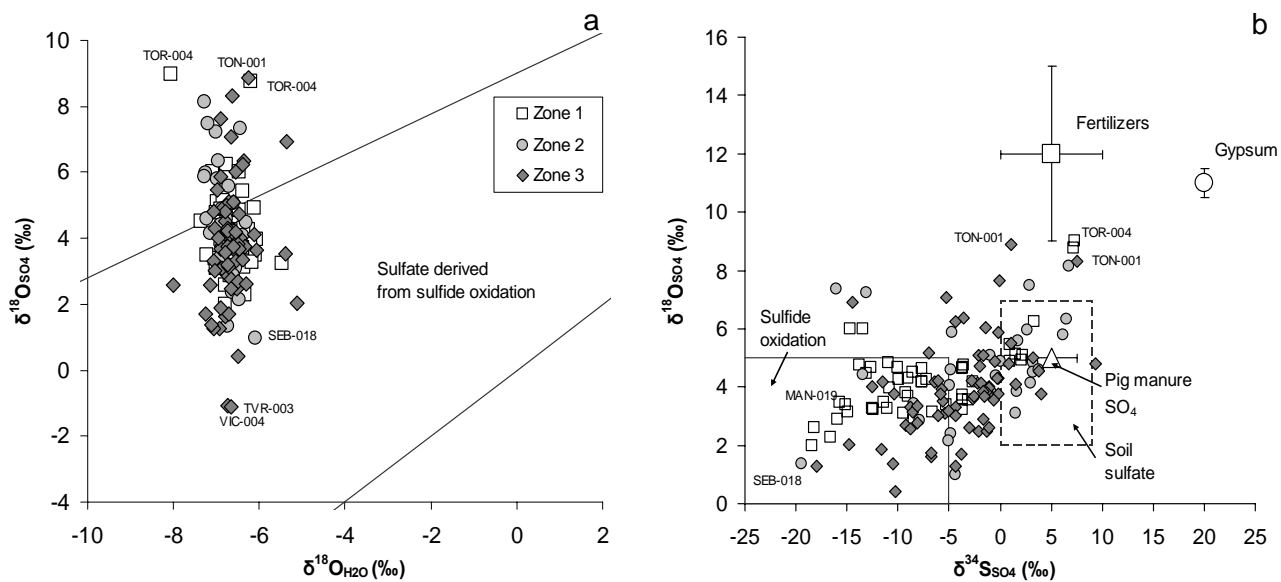 a
10
8
6
4
2
0
-2
-4
-10
-8
-6
-4
-2
0
2
δ¹⁸O_SO4 (‰)
δ¹⁸O_H2O (‰)
TOR-004
TON-001
TOR-004
Zone 1
Zone 2
Zone 3
Sulfate derived
from sulfide oxidation
SEB-018
TVR-003
VIC-004
b
16
14
12
10
8
6
4
2
0
-25
-20
-15
-10
-5
0
5
10
15
20
25
δ¹⁸O_SO4 (‰)
δ³⁴S_SO4 (‰)
Fertilizers
Gypsum
TON-001
TOR-004
TON-001
Sulfide
oxidation
MAN-019
Pig manure
SO₄
Soil
sulfate
SEB-018